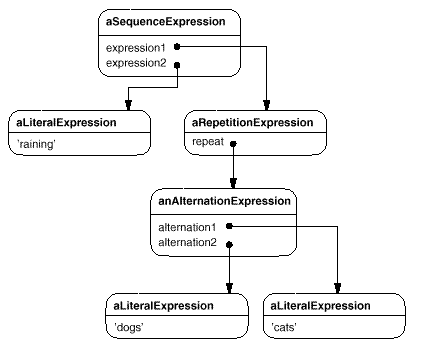 aSequenceExpression
expression1
expression2
aLiteralExpression
'raining'
aRepetitionExpression
repeat
anAlternationExpression
alternation1
alternation2
aLiteralExpression
'dogs'
aLiteralExpression
'cats'